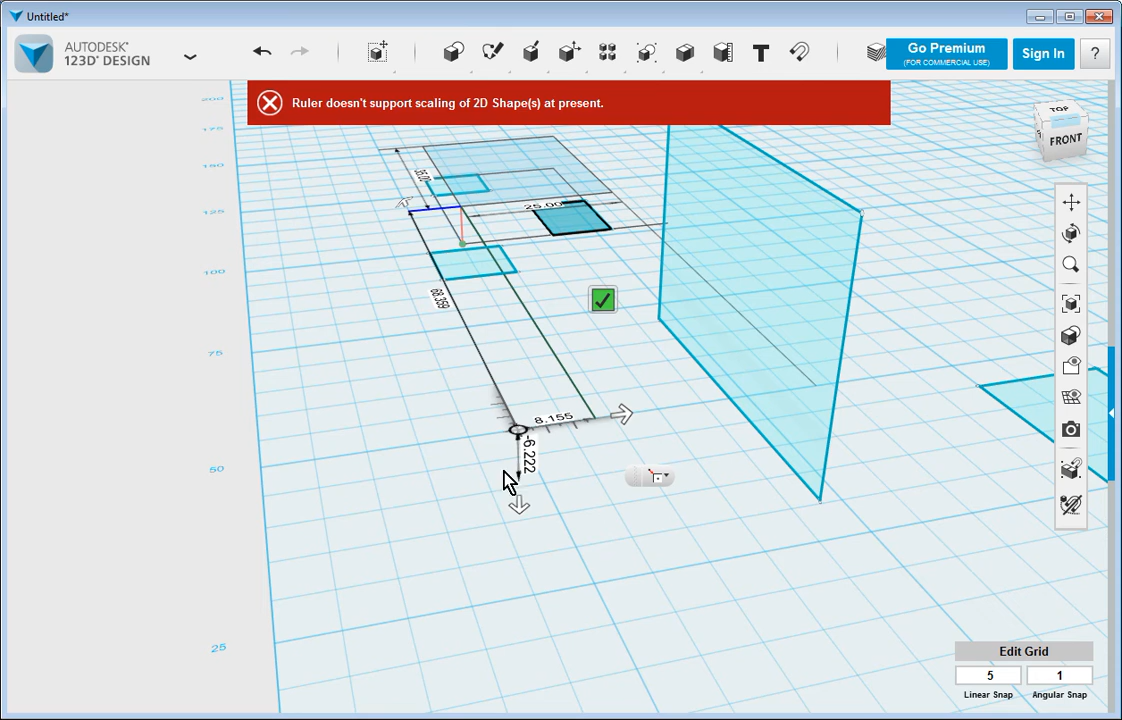 Untitled*
AUTODESK®
123D® DESIGN
Go Premium
(FOR COMMERCIAL USE)
Sign In
?
Ruler doesn't support scaling of 2D Shape(s) at present.
TOP
FRONT
200
175
150
125
100
75
50
25
25.00
68.359
8.155
-6.222
Edit Grid
5
1
Linear Snap
Angular Snap